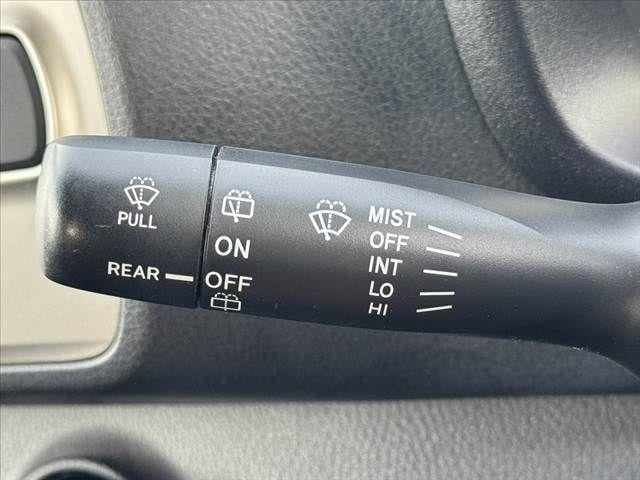 PULL
REAR
ON
OFF
MIST
OFF
INT
LO
HI